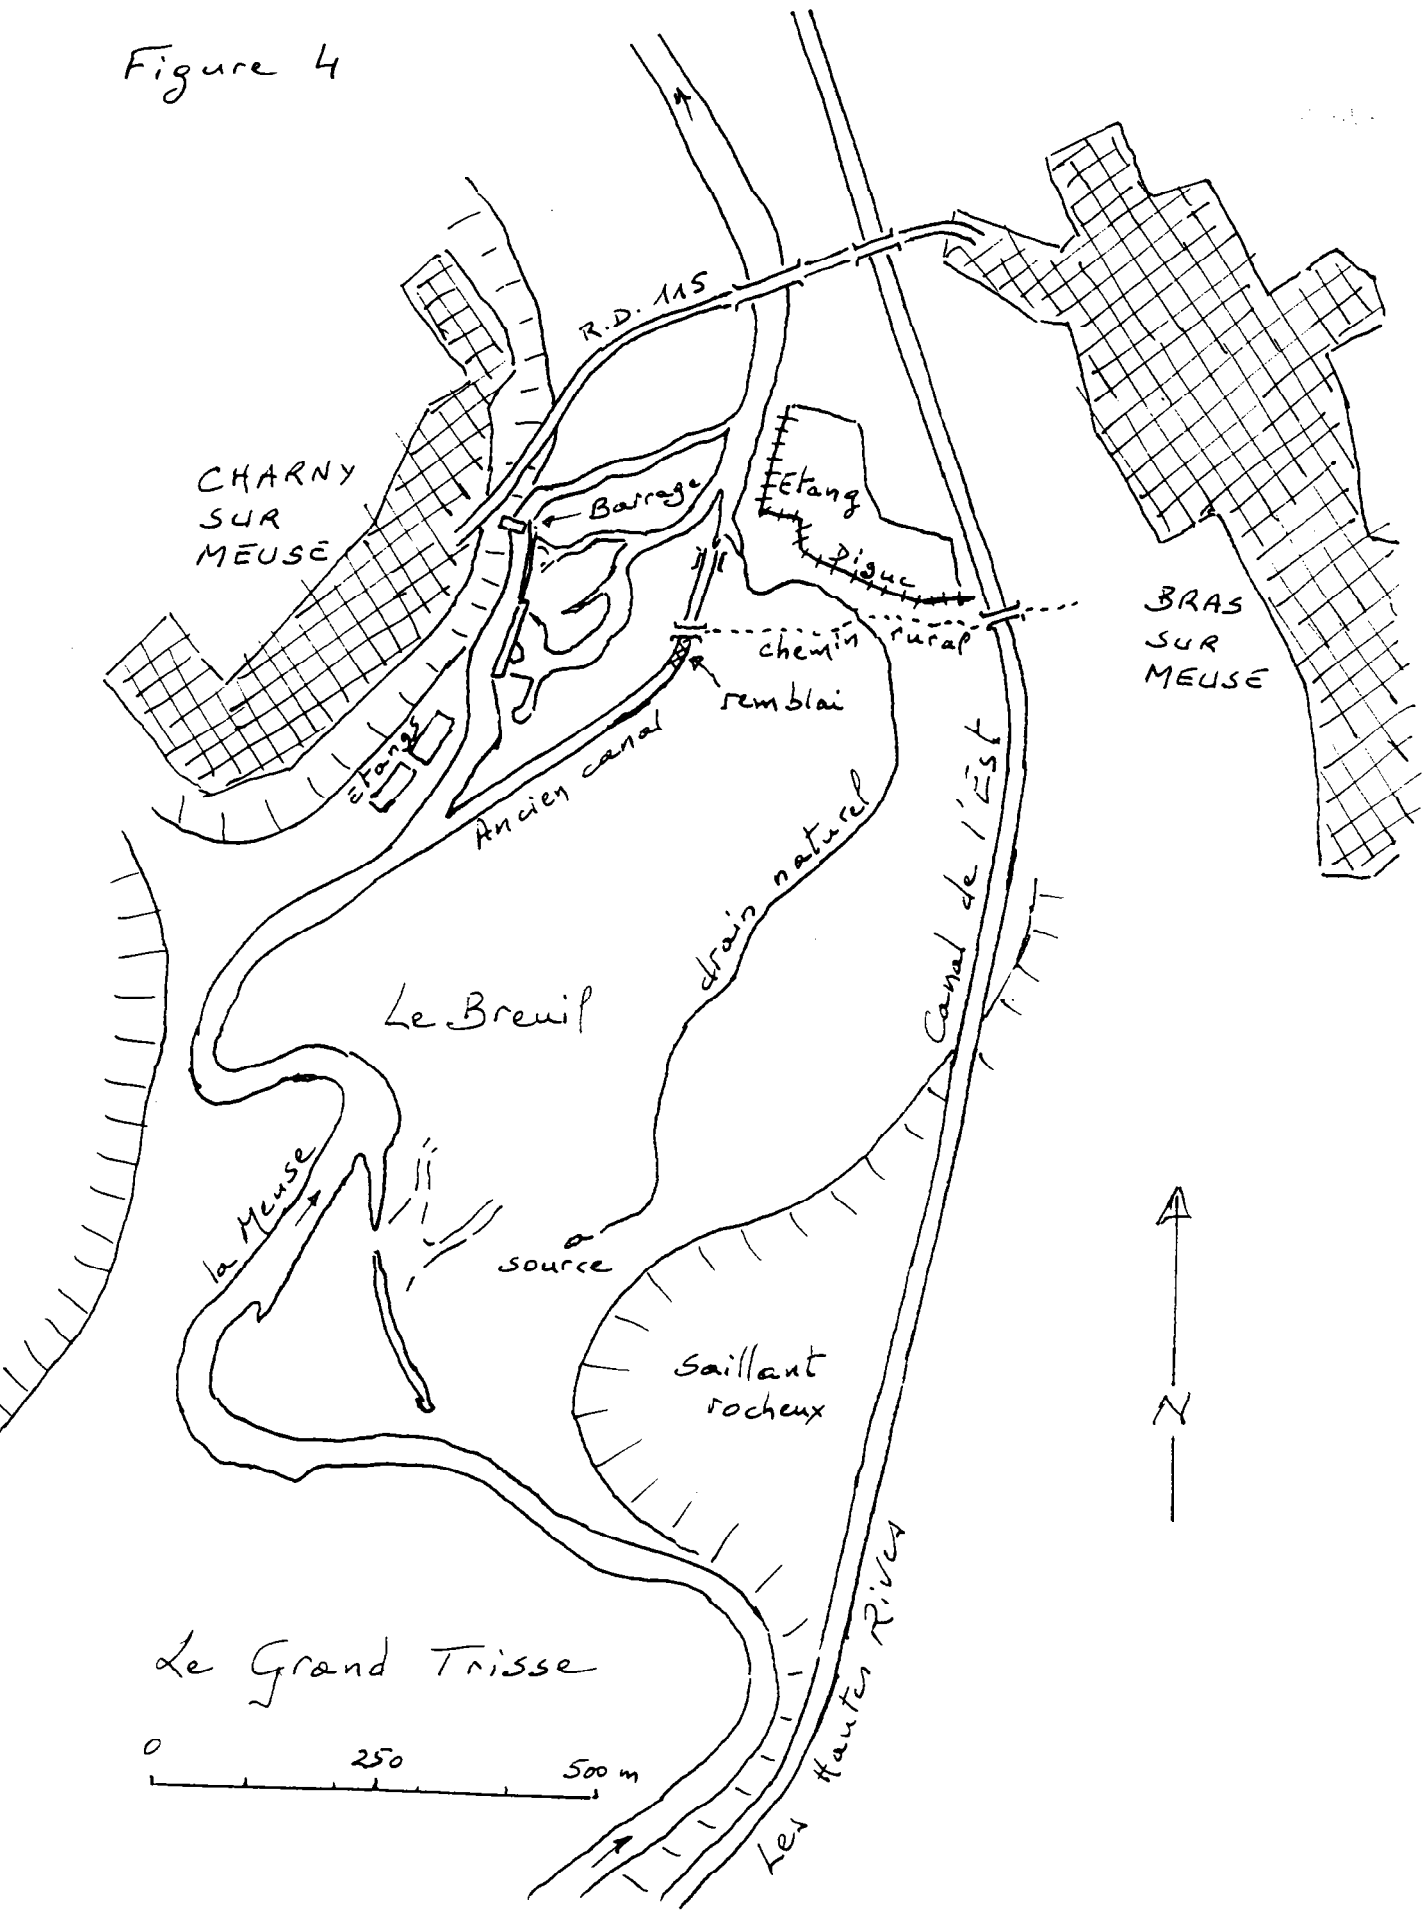 Figure 4
R.D. 115
CHARNY
SUR
MEUSE
Barrage
Etang
Digue
BRAS
SUR
MEUSE
chemin rural
remblai
Etangs
Ancien canal
drain naturel
Canal de l'Est
Le Breuil
la Meuse
source
Saillant
rocheux
N
Les Hautes Rives
Le Grand Trisse
0 250 500 m